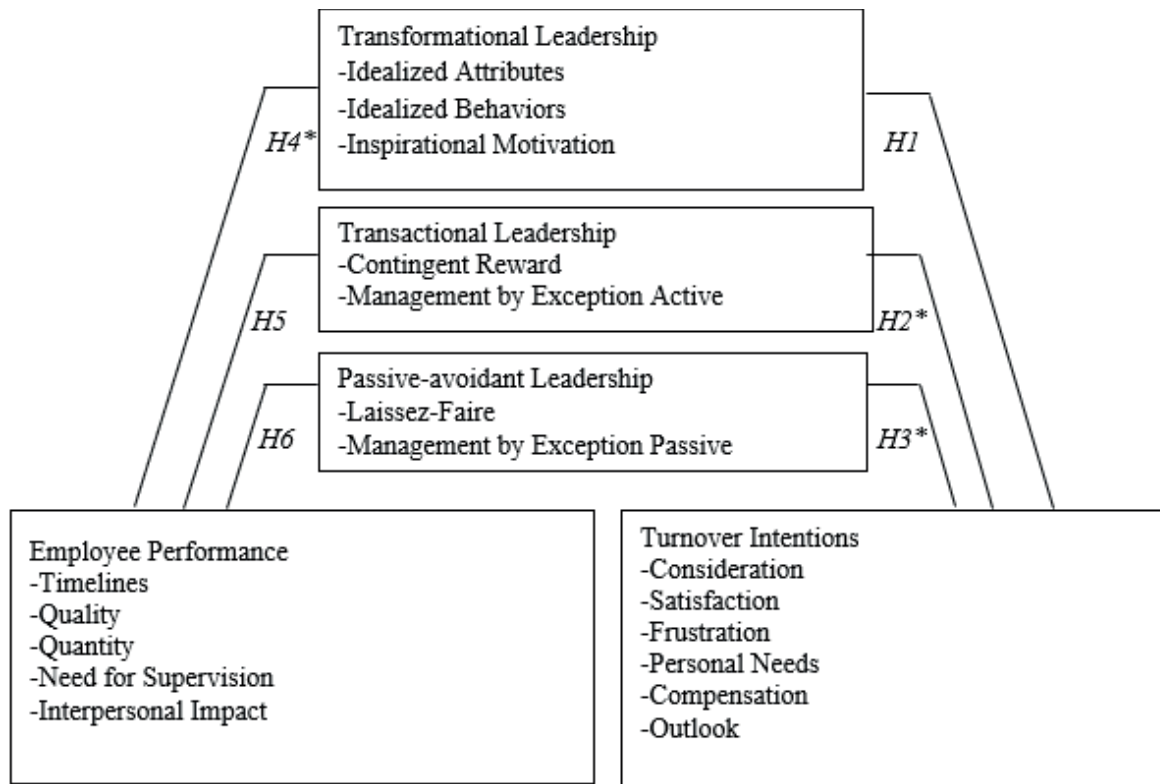 Transformational Leadership
-Idealized Attributes
-Idealized Behaviors
-Inspirational Motivation
H4*
H1
Transactional Leadership
-Contingent Reward
-Management by Exception Active
H5
H2*
Passive-avoidant Leadership
-Laissez-Faire
-Management by Exception Passive
H6
H3*
Employee Performance
-Timelines
-Quality
-Quantity
-Need for Supervision
-Interpersonal Impact
Turnover Intentions
-Consideration
-Satisfaction
-Frustration
-Personal Needs
-Compensation
-Outlook